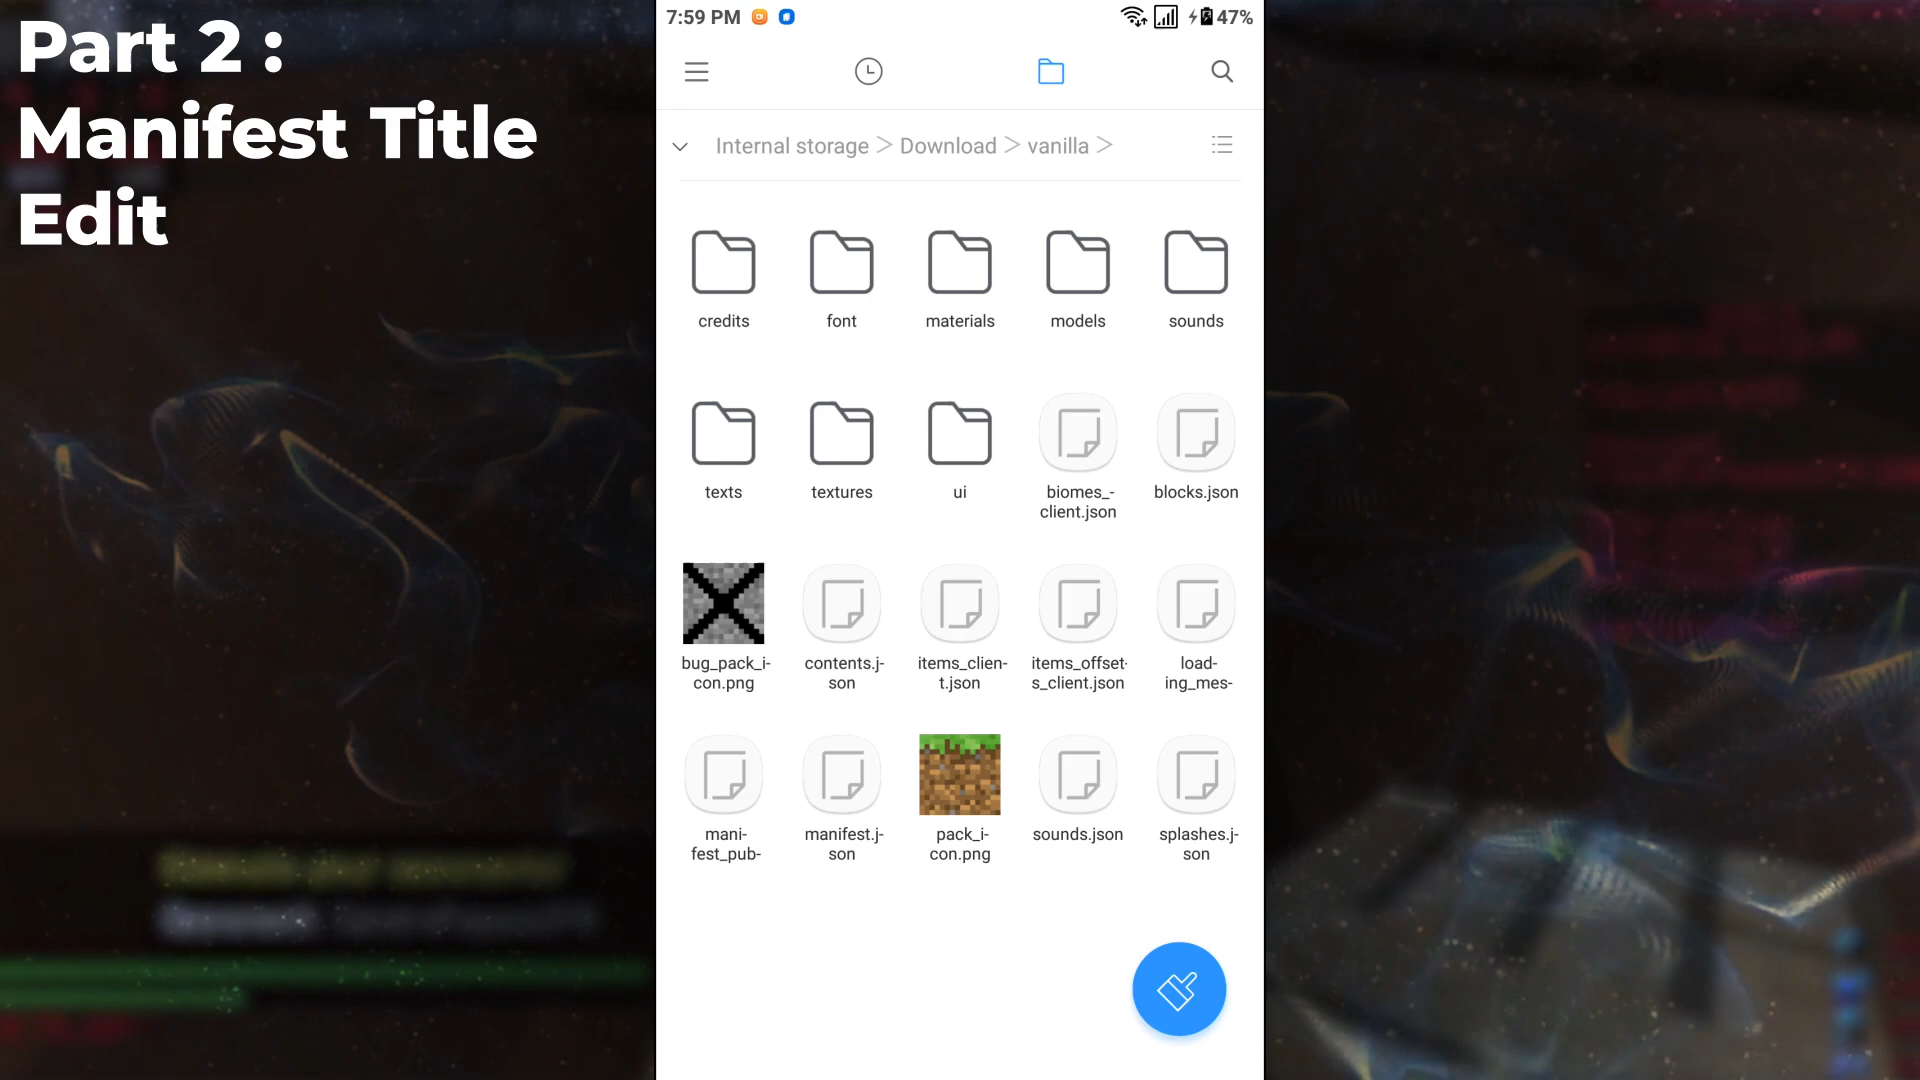 Part 2 :
Manifest Title
Edit
7:59 PM 47%
Internal storage > Download > vanilla >
credits font materials models sounds
texts textures ui biomes_-
client.json blocks.json
bug_pack_i-
con.png
contents.j-
son
items_clien-
t.json
items_offset-
s_client.json
load-
ing_mes-
mani-
fest_pub-
manifest.j-
son
pack_i-
con.png
sounds.json
splashes.j-
son